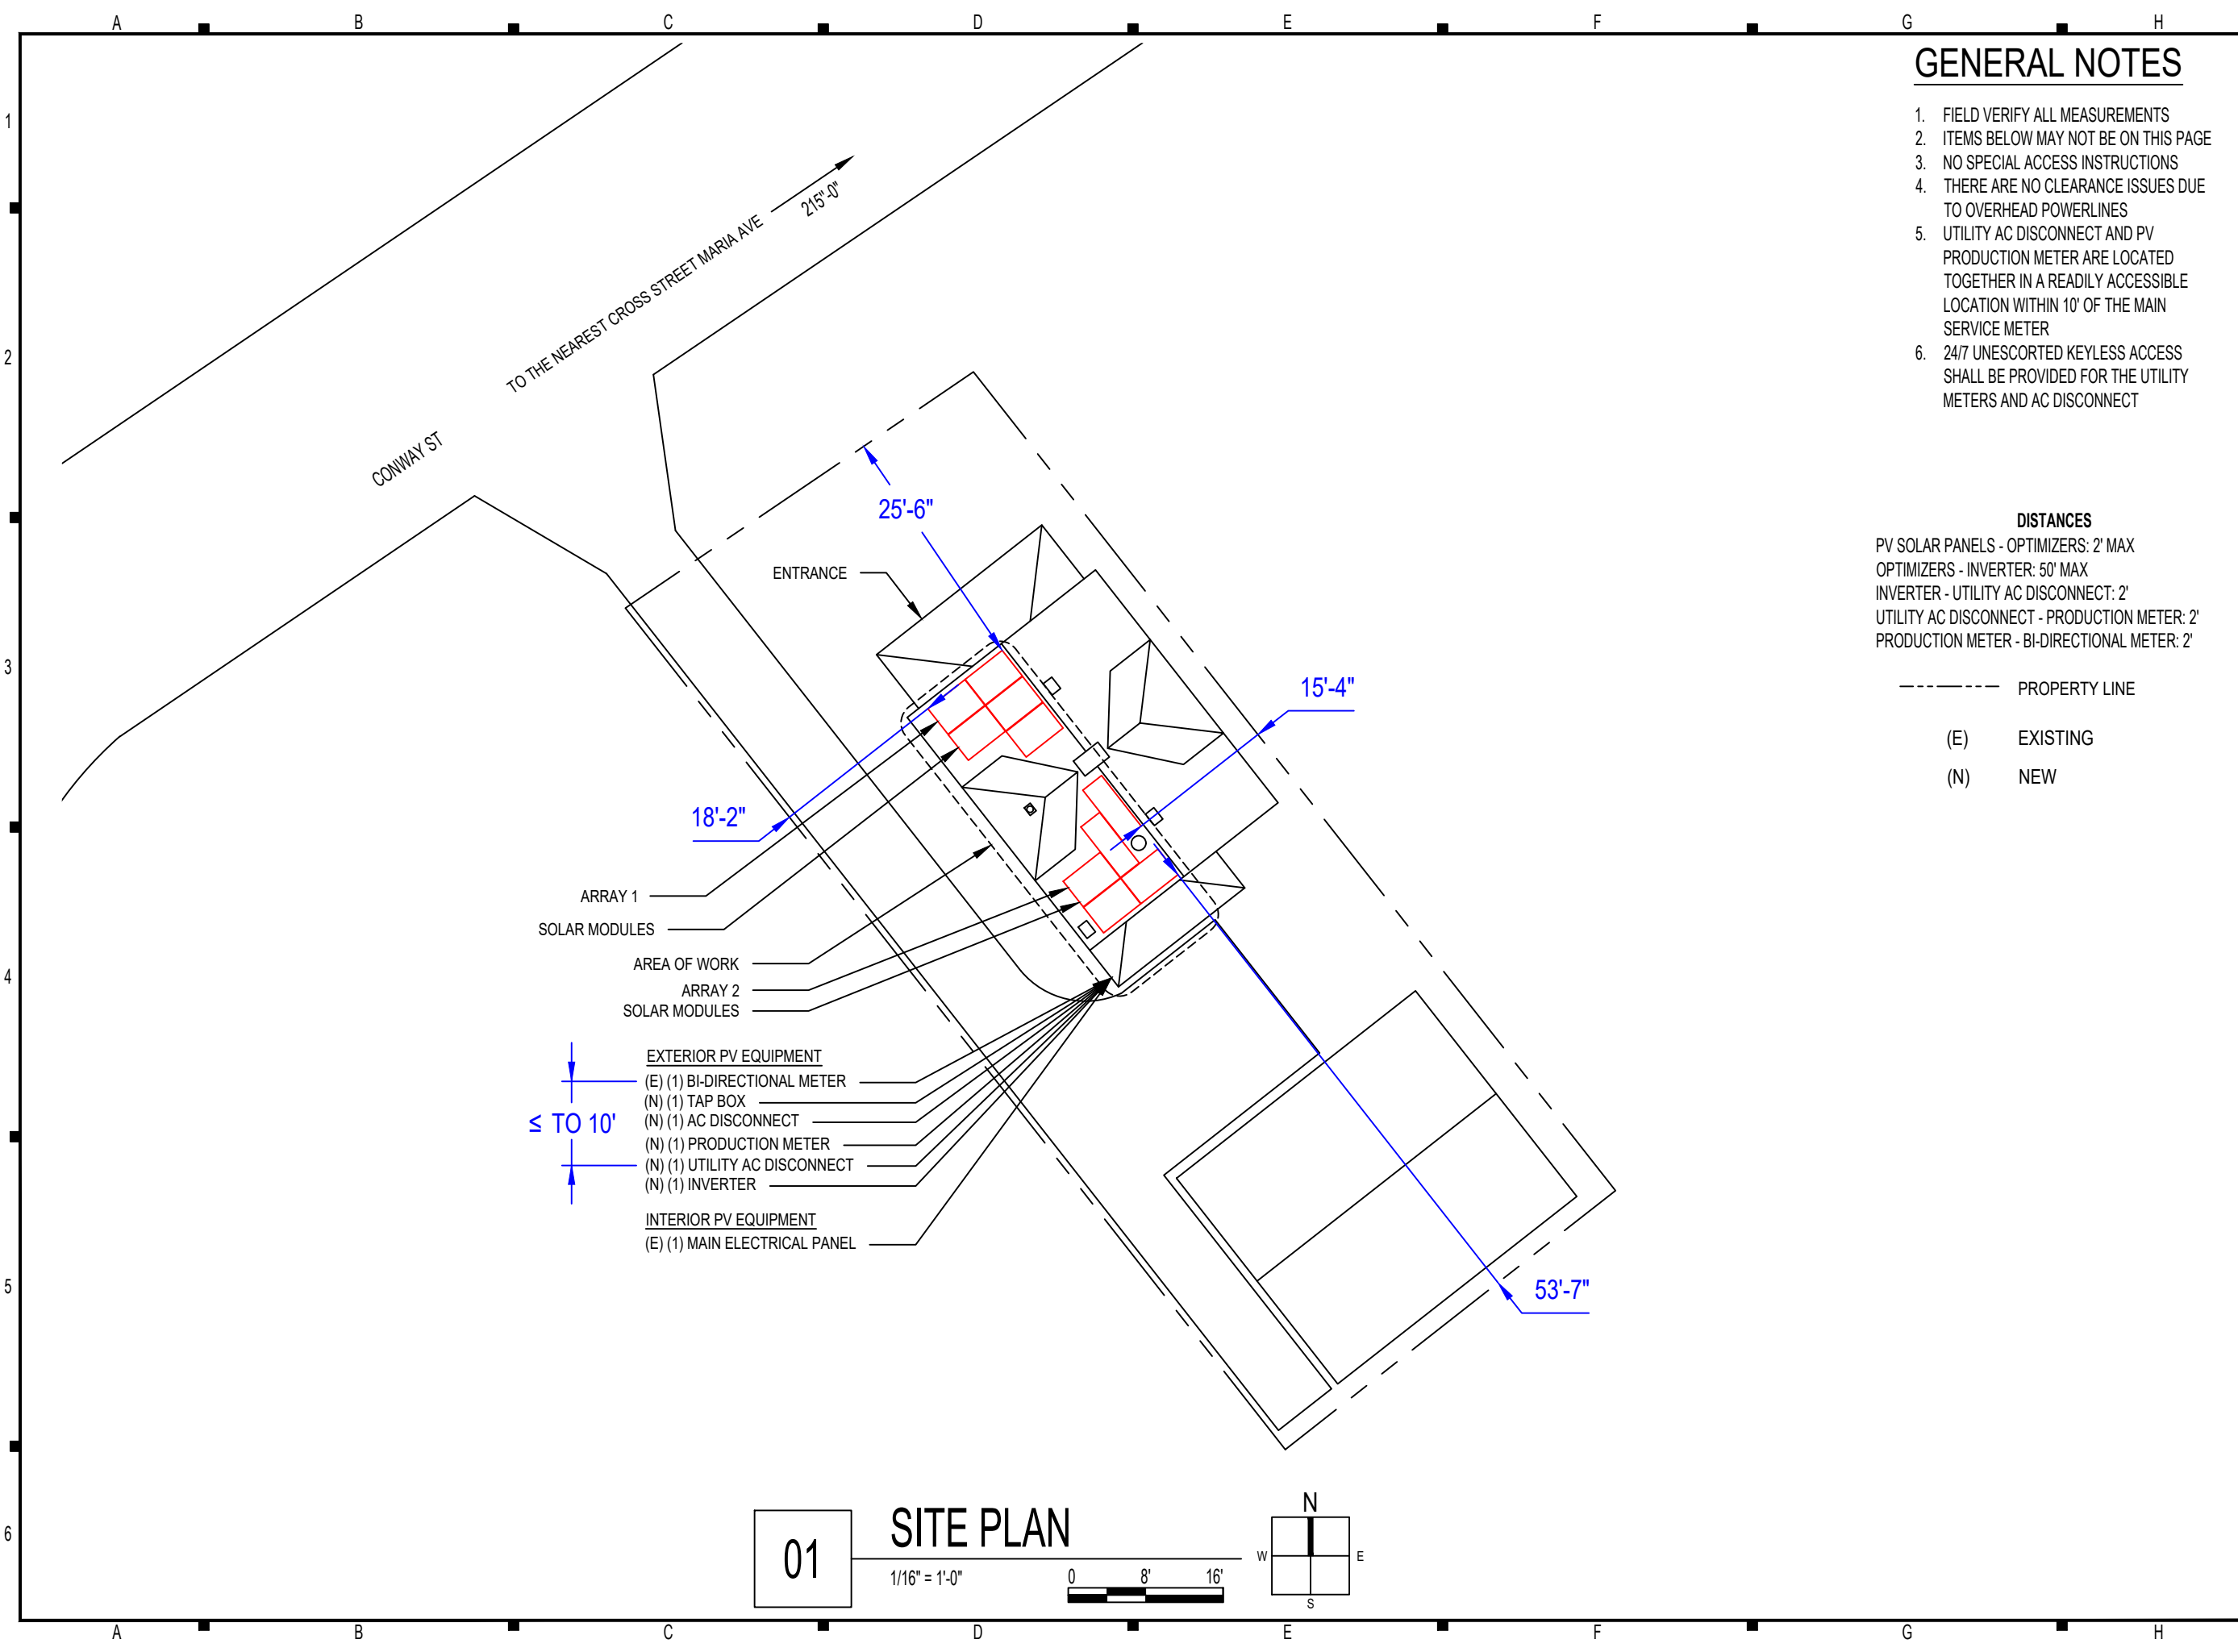 A B C D E F G H
GENERAL NOTES
1. FIELD VERIFY ALL MEASUREMENTS
2. ITEMS BELOW MAY NOT BE ON THIS PAGE
3. NO SPECIAL ACCESS INSTRUCTIONS
4. THERE ARE NO CLEARANCE ISSUES DUE
TO OVERHEAD POWERLINES
5. UTILITY AC DISCONNECT AND PV
PRODUCTION METER ARE LOCATED
TOGETHER IN A READILY ACCESSIBLE
LOCATION WITHIN 10' OF THE MAIN
SERVICE METER
6. 24/7 UNESCORTED KEYLESS ACCESS
SHALL BE PROVIDED FOR THE UTILITY
METERS AND AC DISCONNECT
DISTANCES
PV SOLAR PANELS - OPTIMIZERS: 2' MAX
OPTIMIZERS - INVERTER: 50' MAX
INVERTER - UTILITY AC DISCONNECT: 2'
UTILITY AC DISCONNECT - PRODUCTION METER: 2'
PRODUCTION METER - BI-DIRECTIONAL METER: 2'
PROPERTY LINE
(E) EXISTING
(N) NEW
1
2
3
4
5
6
215"-0"
TO THE NEAREST CROSS STREET MARIA AVE
CONWAY ST
25'-6"
ENTRANCE
15'-4"
18'-2"
ARRAY 1
SOLAR MODULES
AREA OF WORK
ARRAY 2
SOLAR MODULES
EXTERIOR PV EQUIPMENT
(E) (1) BI-DIRECTIONAL METER
(N) (1) TAP BOX
(N) (1) AC DISCONNECT
(N) (1) PRODUCTION METER
(N) (1) UTILITY AC DISCONNECT
(N) (1) INVERTER
≤ TO 10'
INTERIOR PV EQUIPMENT
(E) (1) MAIN ELECTRICAL PANEL
53'-7"
01
SITE PLAN
1/16" = 1'-0"
0 8' 16'
N
W E
S
A B C D E F G H